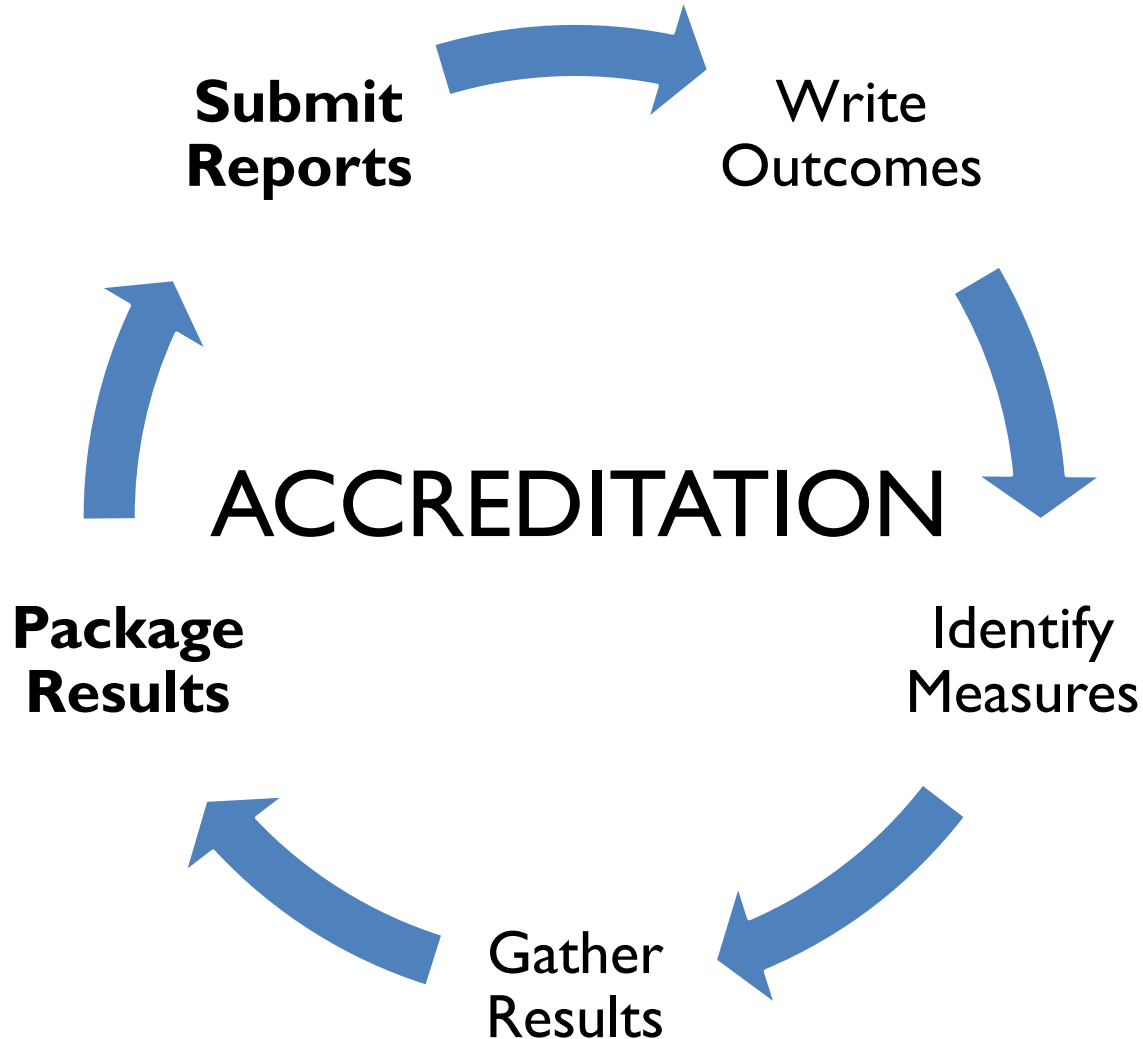 Submit
Reports
Write
Outcomes
ACCREDITATION
Package
Results
Identify
Measures
Gather
Results